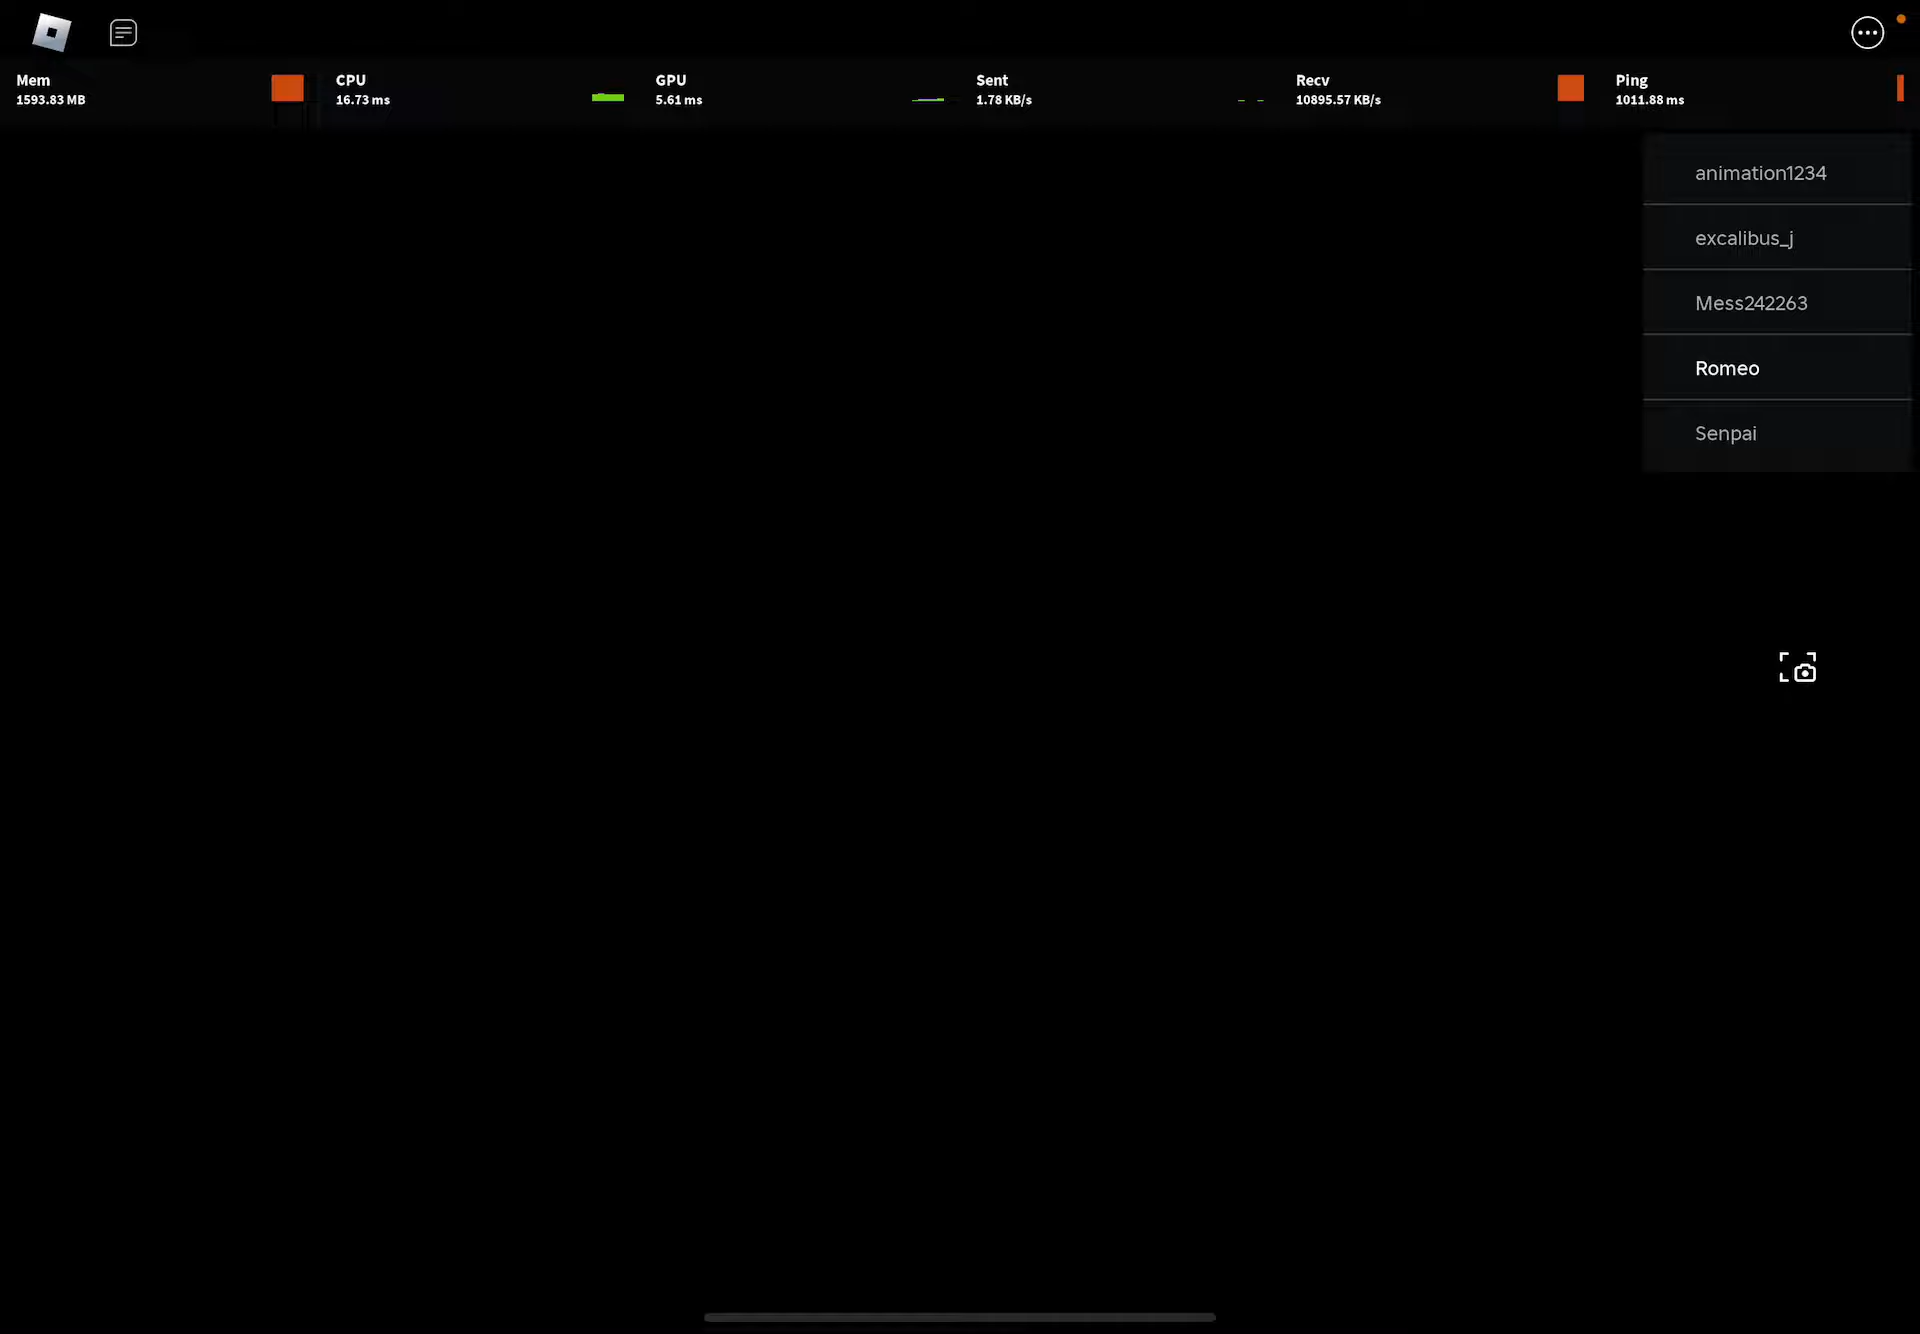 Mem
1593.83 MB
CPU
16.73 ms
GPU
5.61 ms
Sent
1.78 KB/s
Recv
10895.57 KB/s
Ping
1011.88 ms
animation1234
excalibus_j
Mess242263
Romeo
Senpai